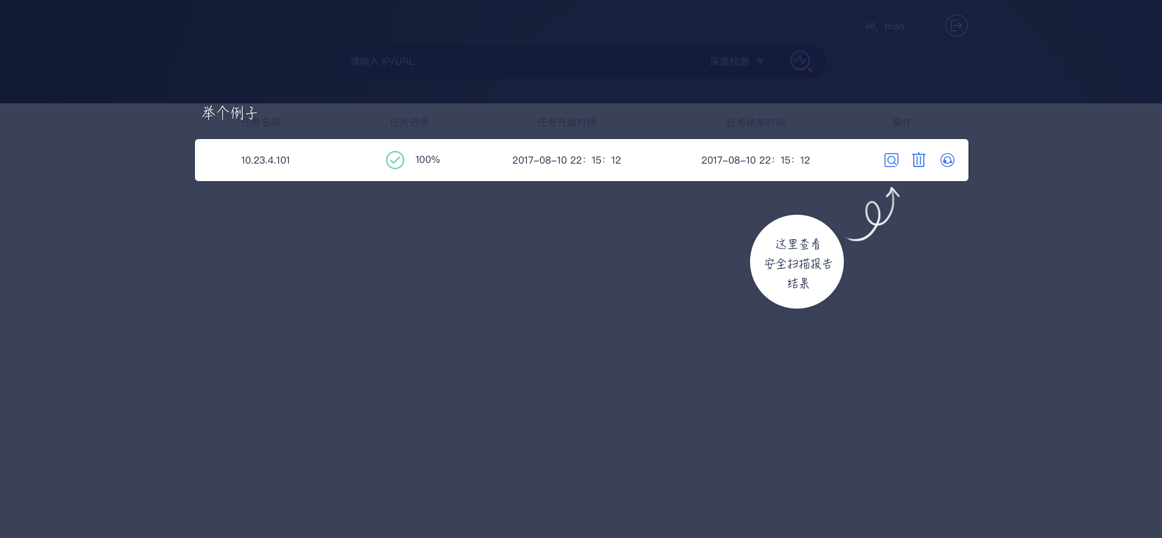 HI，man
请输入 IP/URL
深度检测
举个例子
任务名称 任务进度 任务开始时间 任务结束时间 操作
10.23.4.101 100% 2017-08-10 22：15：12 2017-08-10 22：15：12
这里查看
安全扫描报告
结果